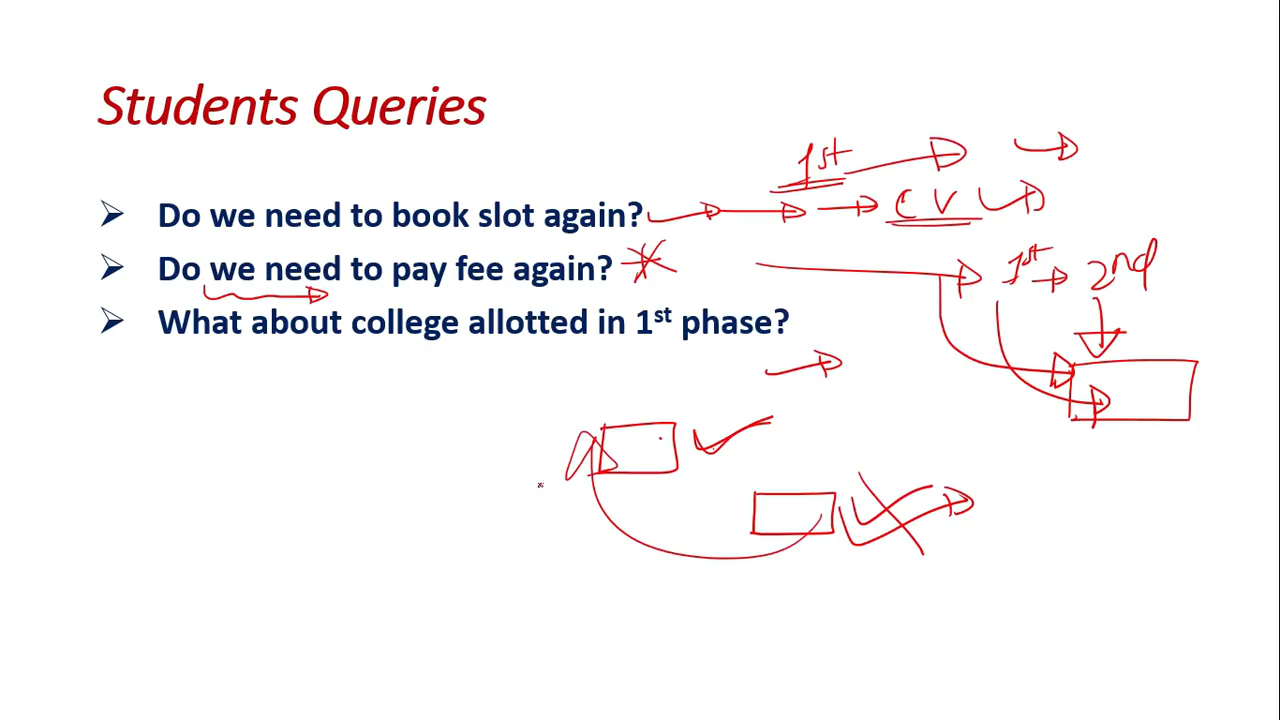 Students Queries
1st
➢ Do we need to book slot again? CV
➢ Do we need to pay fee again? 1st 2nd
➢ What about college allotted in 1st phase?